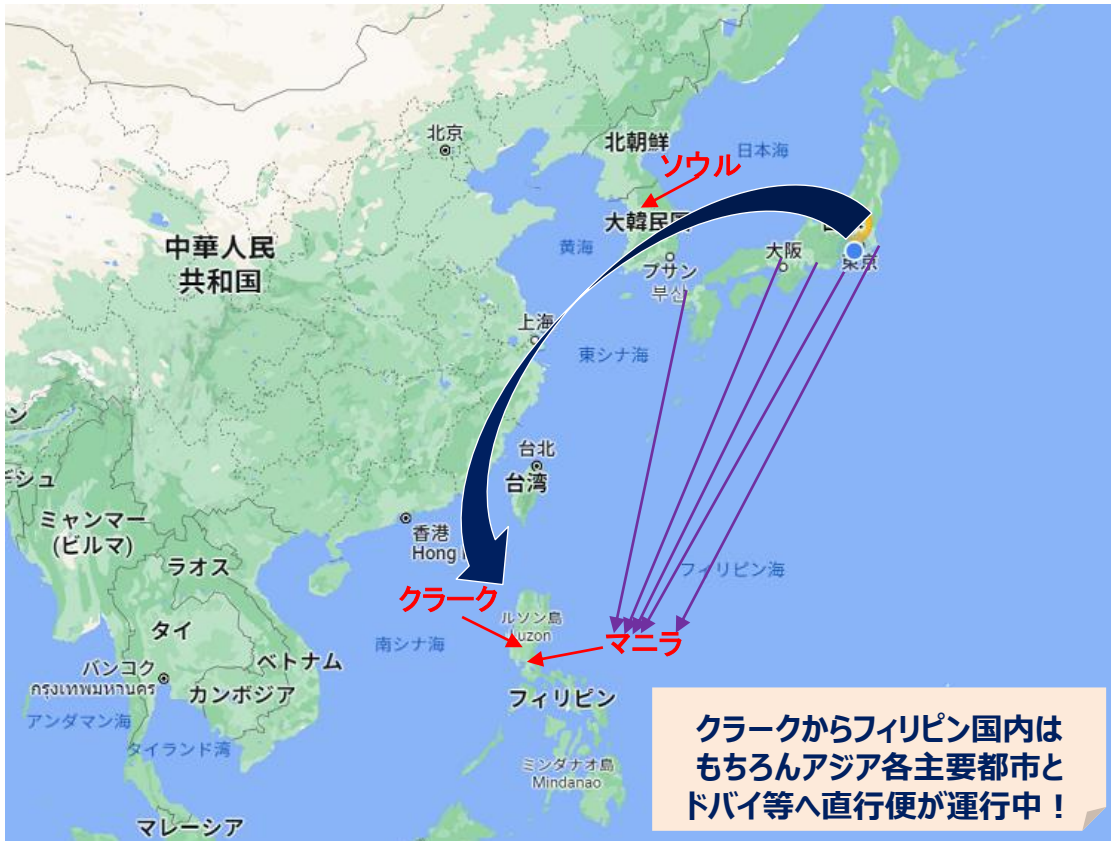 北京
北朝鮮
ソウル
日本海
大韓民国
中華人民
共和国
黄海
プサン
부산
大阪
東京
上海
東シナ海
台北
台湾
ン
デシュ
ミャンマー
(ビルマ)
香港
Hong
ラオス
フィリピン海
クラーク
ルソン島
Luzon
タイ
南シナ海
マニラ
ベトナム
バンコク
กรุงเทพมหานคร
カンボジア
フィリピン
アンダマン海
タイランド湾
ミンダナオ島
Mindanao
マレーシア
クラークからフィリピン国内は
もちろんアジア各主要都市と
ドバイ等へ直行便が運行中！